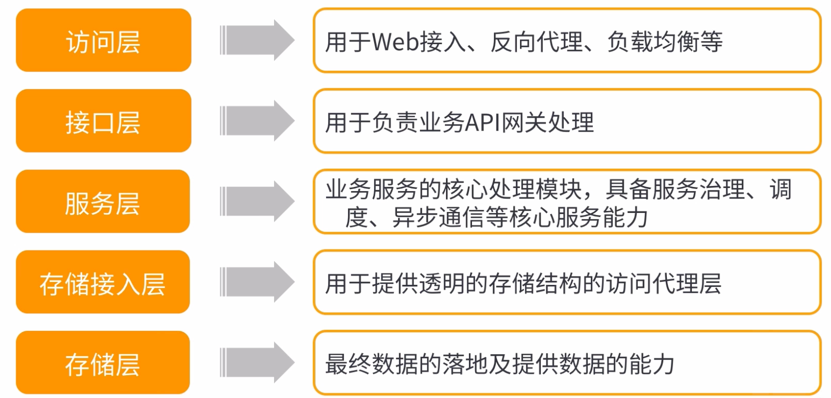 访问层
用于Web接入、反向代理、负载均衡等
接口层
用于负责业务API网关处理
服务层
业务服务的核心处理模块，具备服务治理、调
度、异步通信等核心服务能力
存储接入层
用于提供透明的存储结构的访问代理层
存储层
最终数据的落地及提供数据的能力